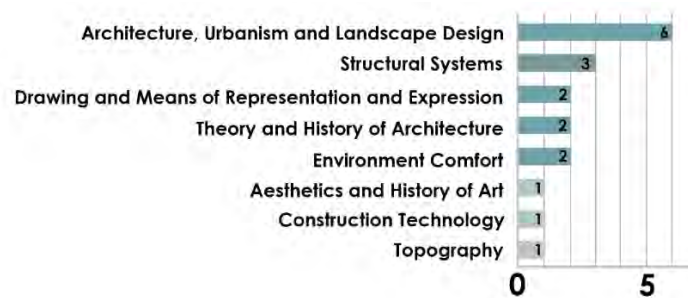 Architecture, Urbanism and Landscape Design 6
Structural Systems 3
Drawing and Means of Representation and Expression 2
Theory and History of Architecture 2
Environment Comfort 2
Aesthetics and History of Art 1
Construction Technology 1
Topography 1
0 5